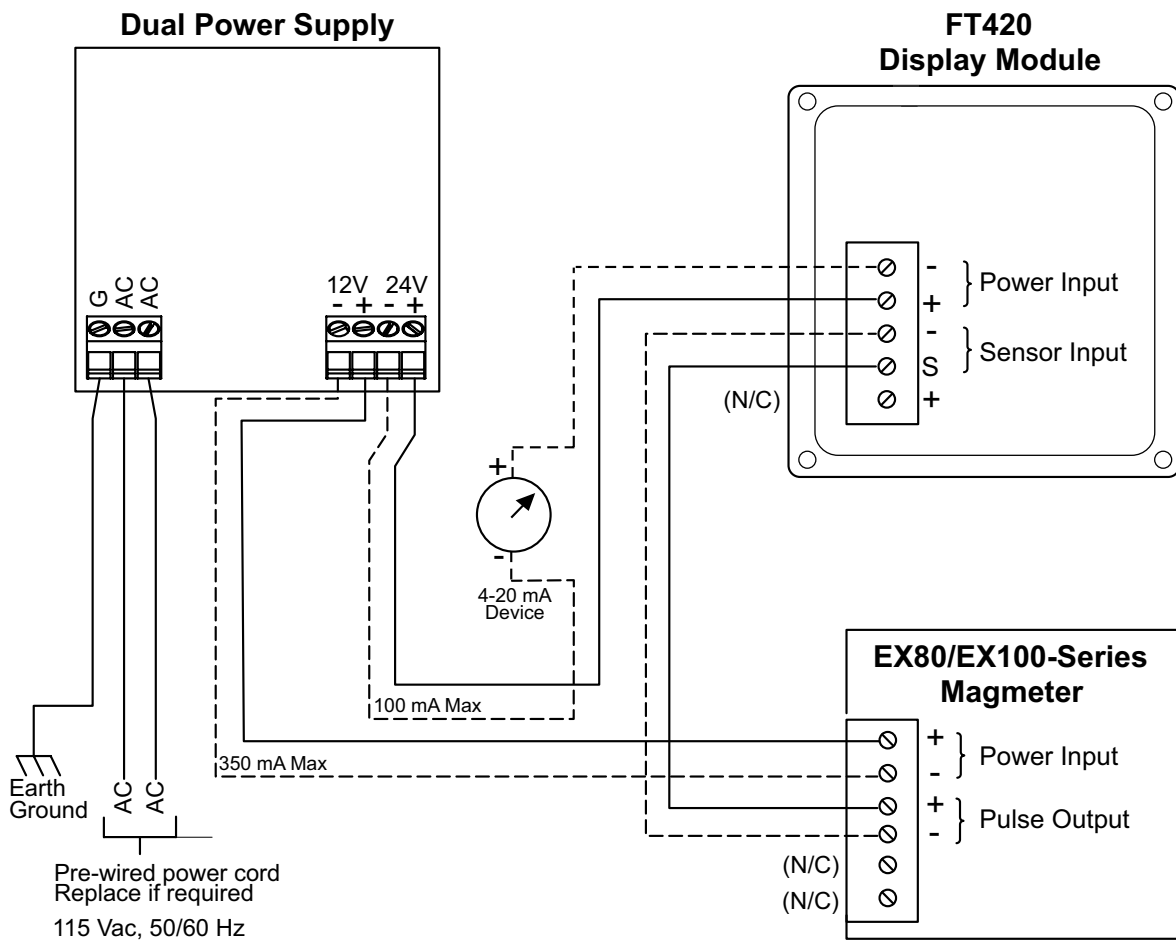 Dual Power Supply
G AC AC
12V 24V
- + - +
FT420
Display Module
-
+
Power Input
-
S
Sensor Input
(N/C) +
+
-
4-20 mA
Device
100 mA Max
350 mA Max
Earth
Ground
AC AC
Pre-wired power cord
Replace if required
115 Vac, 50/60 Hz
EX80/EX100-Series
Magmeter
+
-
Power Input
+
-
Pulse Output
(N/C)
(N/C)